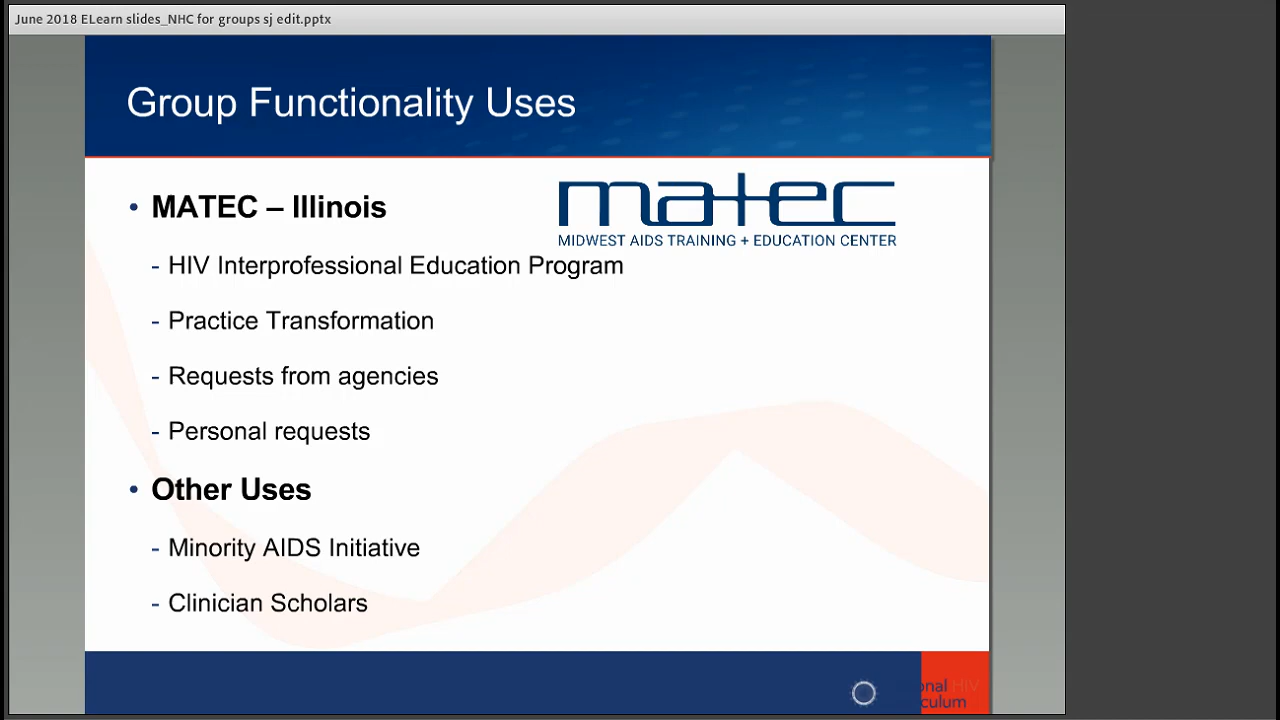 June 2018 ELearn slides_NHC for groups sj edit.pptx
Group Functionality Uses
matec
MIDWEST AIDS TRAINING + EDUCATION CENTER
• MATEC – Illinois
- HIV Interprofessional Education Program
- Practice Transformation
- Requests from agencies
- Personal requests
• Other Uses
- Minority AIDS Initiative
- Clinician Scholars
HIV